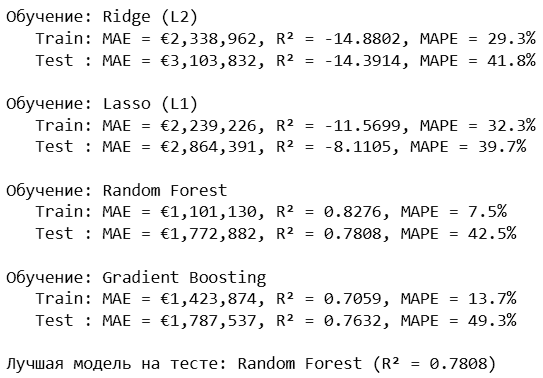 Обучение: Ridge (L2)
Train: MAE = €2,338,962, R² = -14.8802, MAPE = 29.3%
Test : MAE = €3,103,832, R² = -14.3914, MAPE = 41.8%
Обучение: Lasso (L1)
Train: MAE = €2,239,226, R² = -11.5699, MAPE = 32.3%
Test : MAE = €2,864,391, R² = -8.1105, MAPE = 39.7%
Обучение: Random Forest
Train: MAE = €1,101,130, R² = 0.8276, MAPE = 7.5%
Test : MAE = €1,772,882, R² = 0.7808, MAPE = 42.5%
Обучение: Gradient Boosting
Train: MAE = €1,423,874, R² = 0.7059, MAPE = 13.7%
Test : MAE = €1,787,537, R² = 0.7632, MAPE = 49.3%
Лучшая модель на тесте: Random Forest (R² = 0.7808)